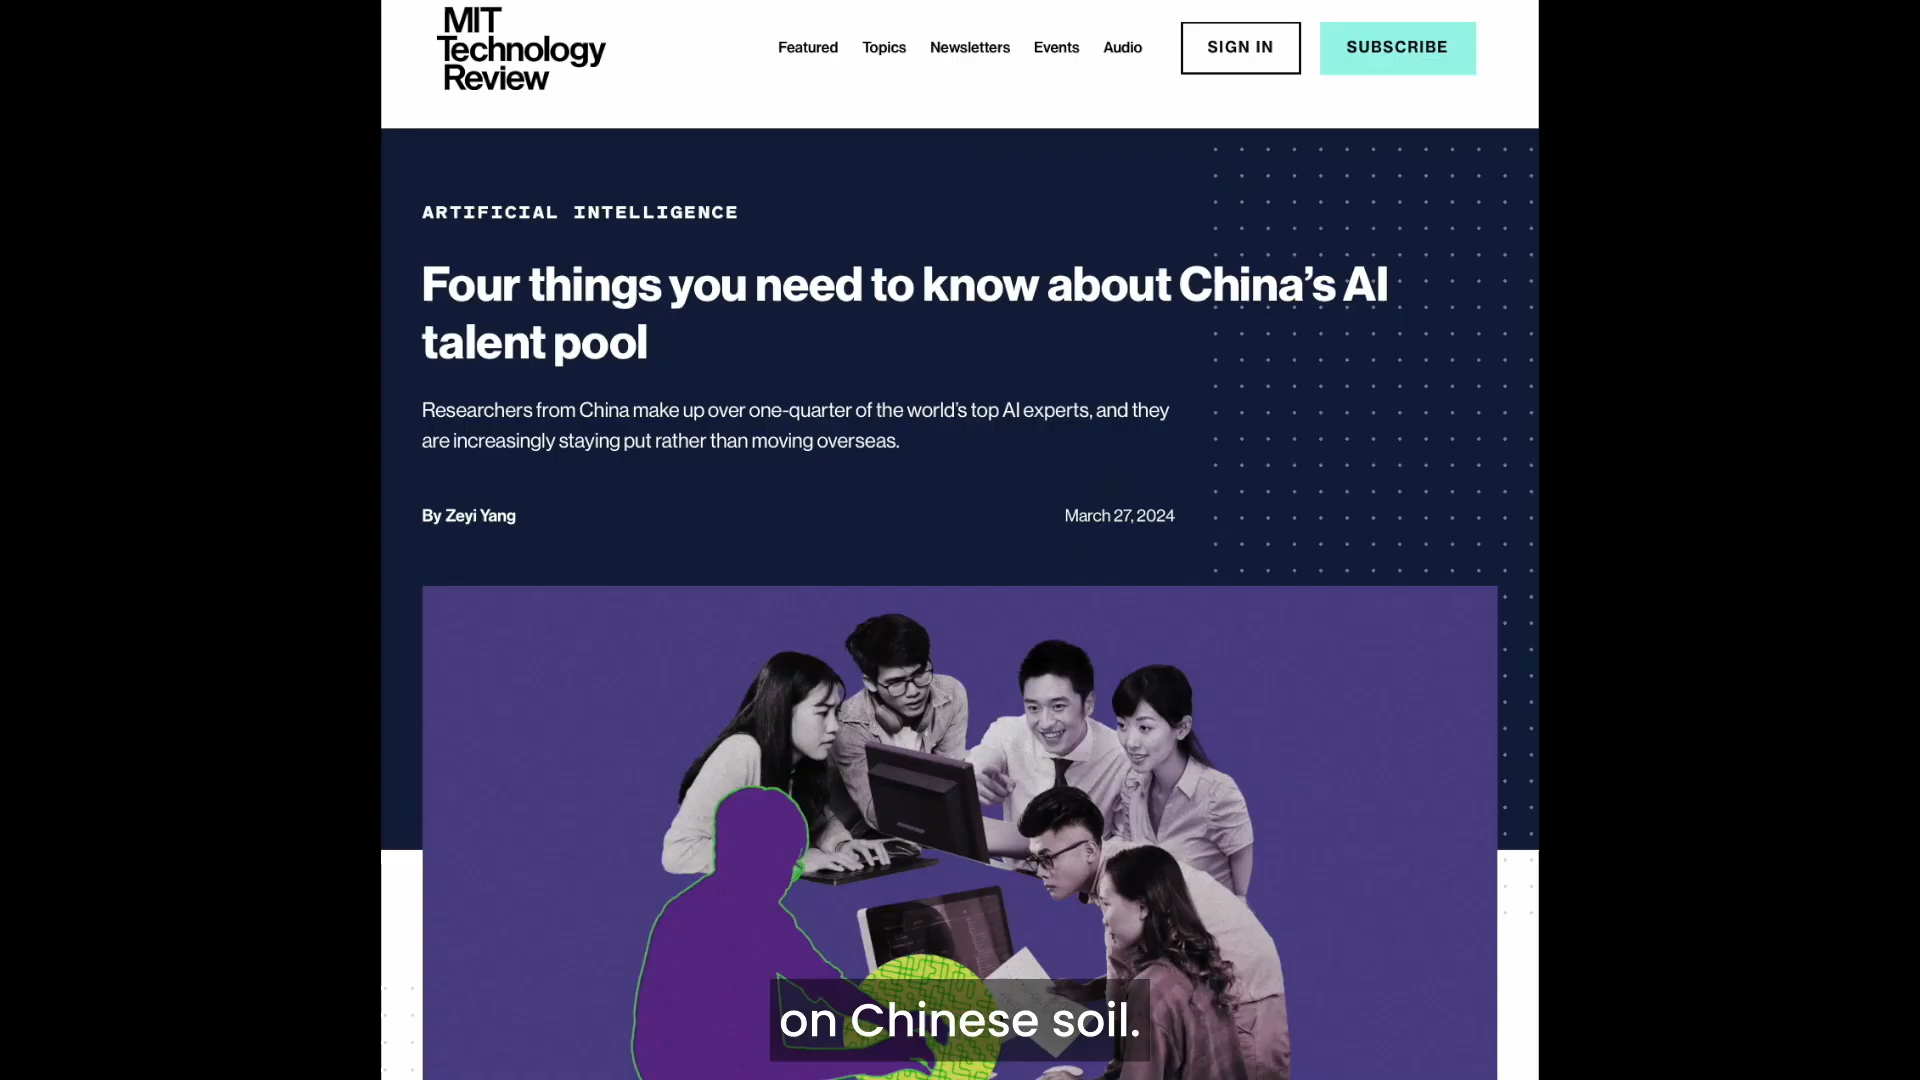 MIT
Technology
Review
Featured Topics Newsletters Events Audio SIGN IN SUBSCRIBE
ARTIFICIAL INTELLIGENCE
Four things you need to know about China’s AI
talent pool
Researchers from China make up over one-quarter of the world’s top AI experts, and they
are increasingly staying put rather than moving overseas.
By Zeyi Yang March 27, 2024
on Chinese soil.